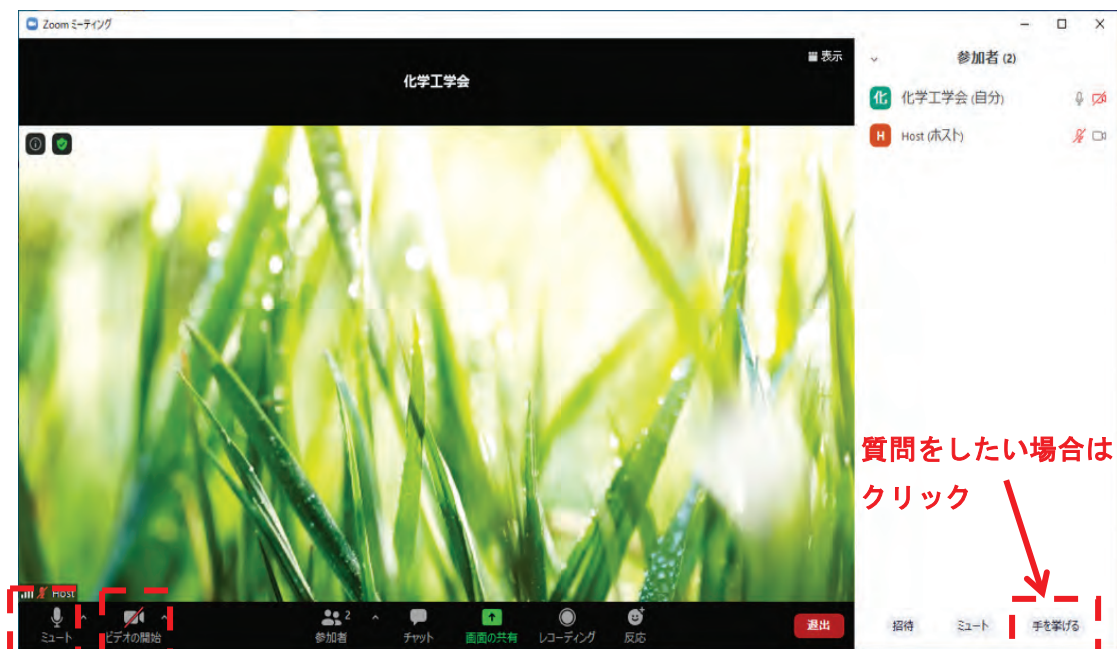 Zoom ミーティング
表示
化学工学会
参加者 (2)
化 化学工学会 (自分)
H Host (ホスト)
質問をしたい場合は
クリック
Host
ミュート
ビデオの開始
参加者 2
チャット
画面の共有
レコーディング
反応
退出
招待
ミュート
手を挙げる